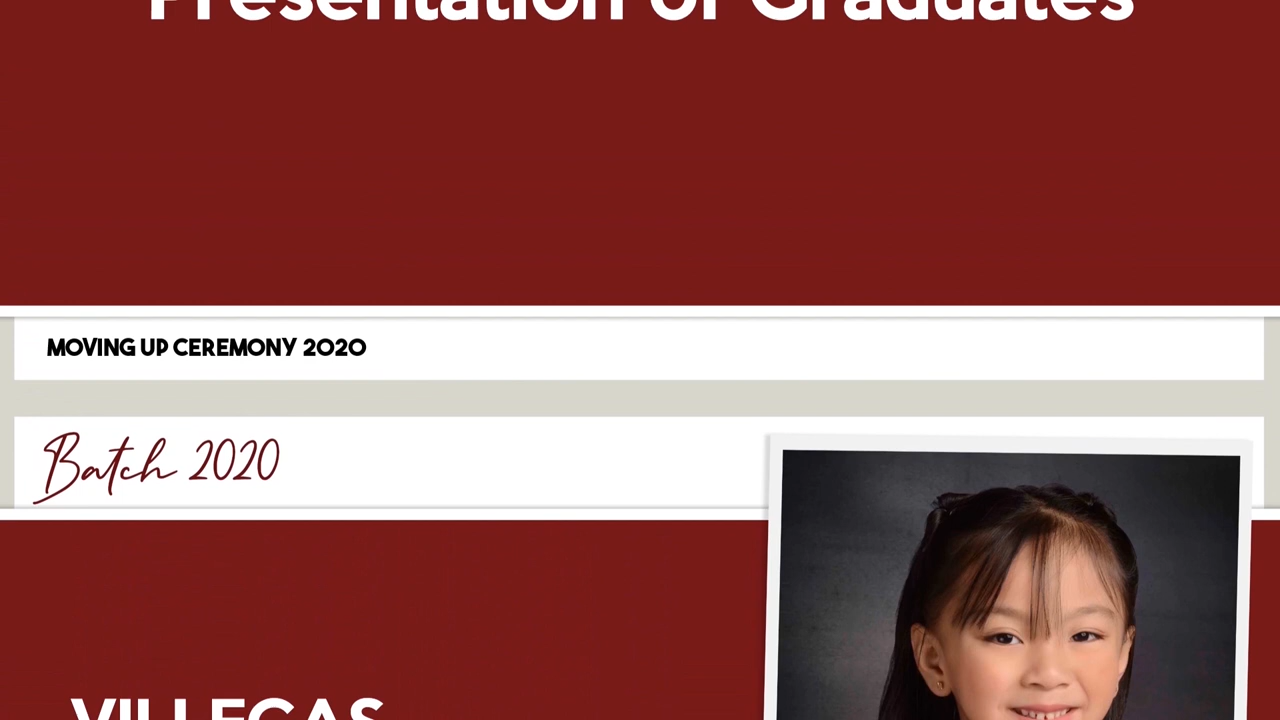 Presentation of Graduates
MOVING UP CEREMONY 2020
Batch 2020
VILLEGAS